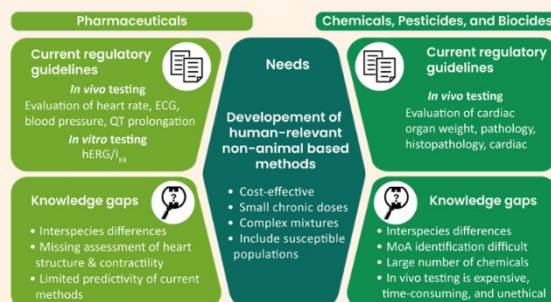 Pharmaceuticals
Current regulatory
guidelines
In vivo testing
Evaluation of heart rate, ECG,
blood pressure, QT prolongation
In vitro testing
hERG/IKR
Knowledge gaps
• Interspecies differences
• Missing assessment of heart
structure & contractility
• Limited predictivity of current
methods
Needs
Developement of
human-relevant
non-animal based
methods
• Cost-effective
• Small chronic doses
• Complex mixtures
• Include susceptible
populations
Chemicals, Pesticides, and Biocides
Current regulatory
guidelines
In vivo testing
Evaluation of cardiac
organ weight, pathology,
histopathology, cardiac
Knowledge gaps
• Interspecies differences
• MoA identification difficult
• Large number of chemicals
• In vivo testing is expensive,
time-consuming, and unethical